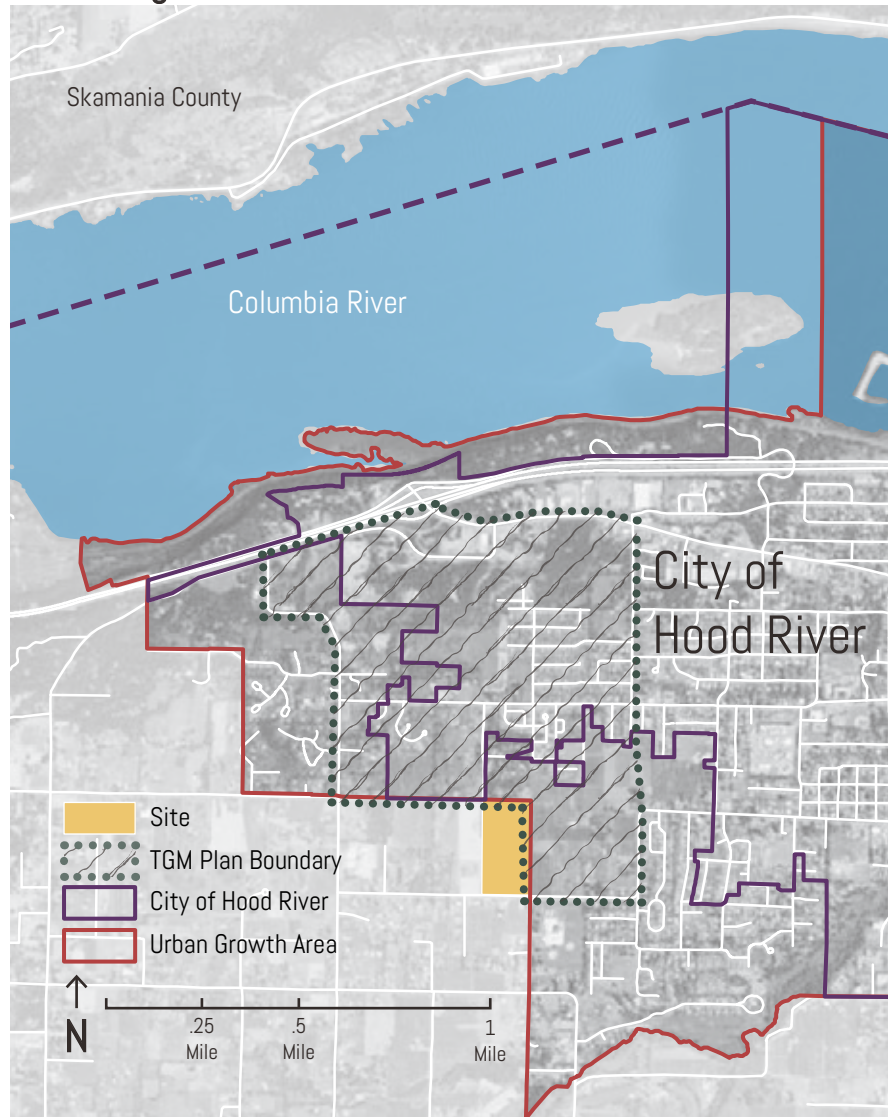 Skamania County
Columbia River
City of
Hood River
Site
TGM Plan Boundary
City of Hood River
Urban Growth Area
N
.25
Mile
.5
Mile
1
Mile